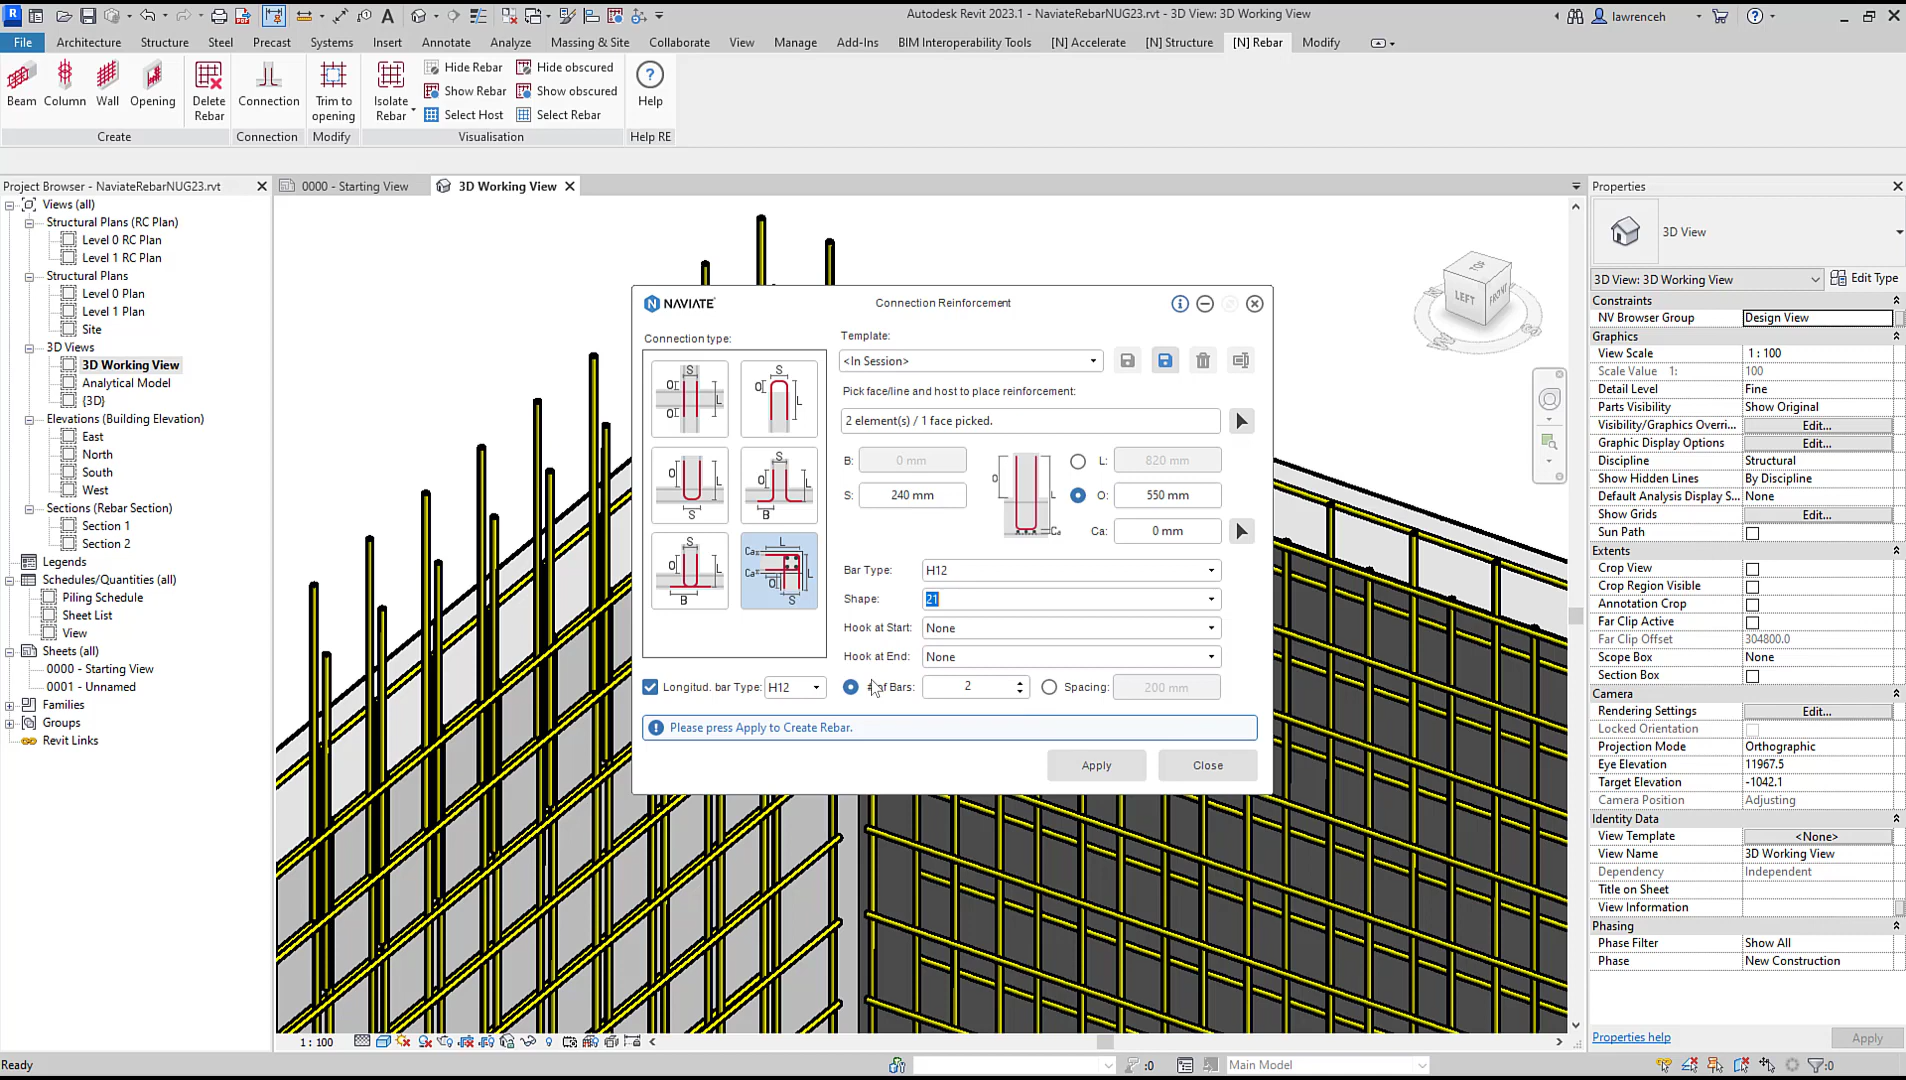 Autodesk Revit 2023.1 - NaviateRebarNUG23.rvt - 3D View: 3D Working View
lawrenceh
File Architecture Structure Steel Precast Systems Insert Annotate Analyze Massing & Site Collaborate View Manage Add-Ins BIM Interoperability Tools [N] Accelerate [N] Structure [N] Rebar Modify
Beam Column Wall Opening
Delete Rebar
Connection
Trim to opening
Isolate Rebar
Hide Rebar
Show Rebar
Select Host
Hide obscured
Show obscured
Select Rebar
Help
Create Connection Modify Visualisation Help RE
Project Browser - NaviateRebarNUG23.rvt
Views (all)
Structural Plans (RC Plan)
Level 0 RC Plan
Level 1 RC Plan
Structural Plans
Level 0 Plan
Level 1 Plan
Site
3D Views
3D Working View
Analytical Model
{3D}
Elevations (Building Elevation)
East
North
South
West
Sections (Rebar Section)
Section 1
Section 2
Legends
Schedules/Quantities (all)
Piling Schedule
Sheet List
View
Sheets (all)
0000 - Starting View
0001 - Unnamed
Families
Groups
Revit Links
0000 - Starting View
3D Working View
TOP
LEFT
FRONT
NAVIATE
Connection Reinforcement
Connection type:
S O O L
S O L
O L S
S O L B
S O L B
L Ca Ca O L S
Template:
<In Session>
Pick face/line and host to place reinforcement:
2 element(s) / 1 face picked.
B: 0 mm
S: 240 mm
O L Ca
L: 820 mm
O: 550 mm
Ca: 0 mm
Bar Type: H12
Shape: 21
Hook at Start: None
Hook at End: None
Longitud. bar Type: H12
# of Bars: 2
Spacing: 200 mm
Please press Apply to Create Rebar.
Apply Close
Properties
3D View
3D View: 3D Working View Edit Type
Constraints
NV Browser Group Design View
Graphics
View Scale 1 : 100
Scale Value 1: 100
Detail Level Fine
Parts Visibility Show Original
Visibility/Graphics Overri... Edit...
Graphic Display Options Edit...
Discipline Structural
Show Hidden Lines By Discipline
Default Analysis Display S... None
Show Grids Edit...
Sun Path
Extents
Crop View
Crop Region Visible
Annotation Crop
Far Clip Active
Far Clip Offset 304800.0
Scope Box None
Section Box
Camera
Rendering Settings Edit...
Locked Orientation
Projection Mode Orthographic
Eye Elevation 11967.5
Target Elevation -1042.1
Camera Position Adjusting
Identity Data
View Template <None>
View Name 3D Working View
Dependency Independent
Title on Sheet
View Information
Phasing
Phase Filter Show All
Phase New Construction
Properties help Apply
1 : 100
Ready
:0
Main Model
:0